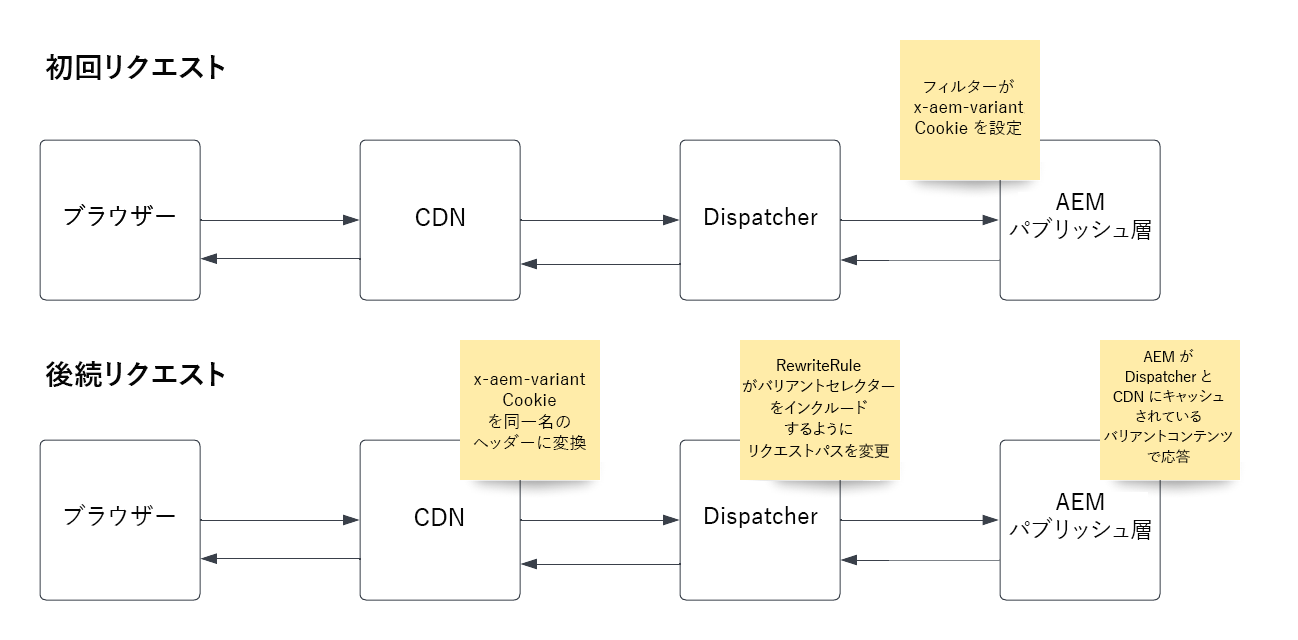 初回リクエスト
フィルターが
x-aem-variant
Cookie を設定
ブラウザー
CDN
Dispatcher
AEM
パブリッシュ層
後続リクエスト
x-aem-variant
Cookie
を同一名の
ヘッダーに変換
RewriteRule
がバリアントセレクター
をインクルード
するように
リクエストパスを変更
AEM が
Dispatcher と
CDN にキャッシュ
されている
バリアントコンテンツ
で応答
ブラウザー
CDN
Dispatcher
AEM
パブリッシュ層